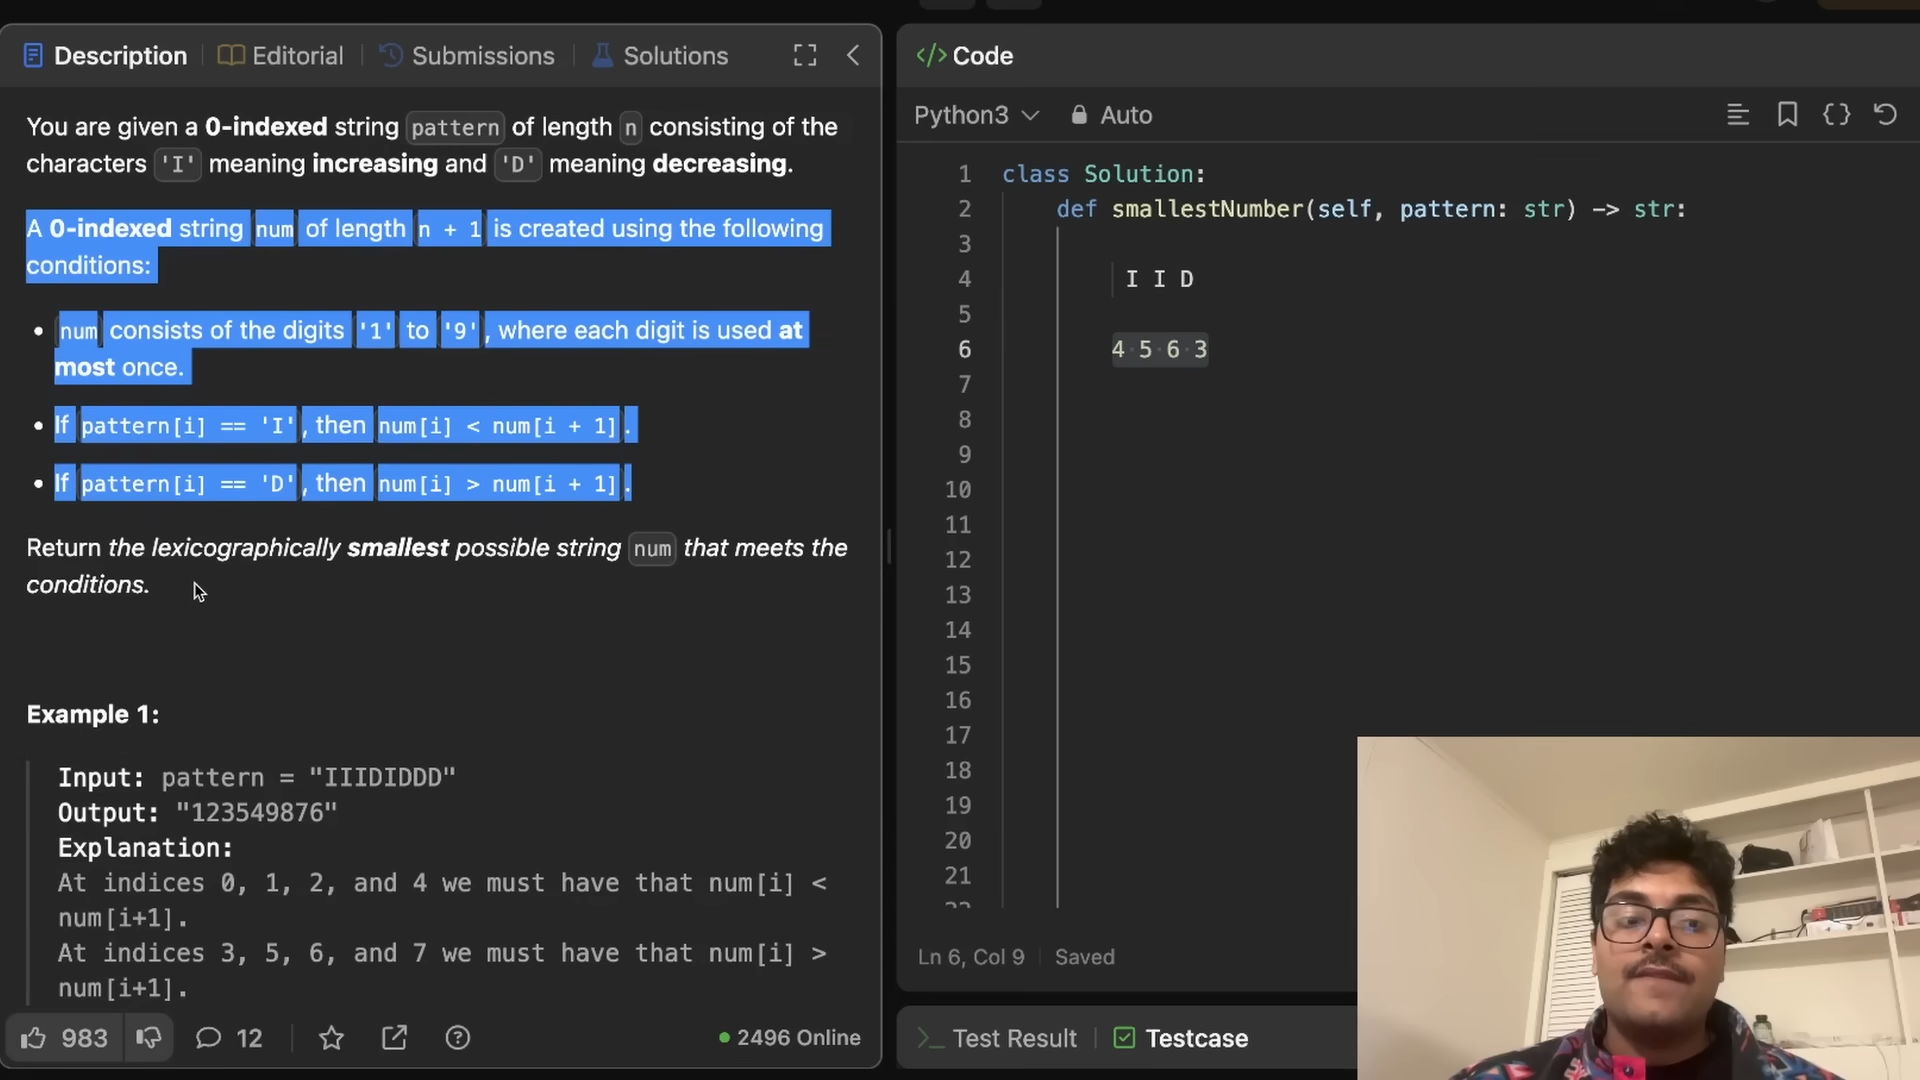 Description Editorial Submissions Solutions
You are given a 0-indexed string pattern of length n consisting of the
characters 'I' meaning increasing and 'D' meaning decreasing.
A 0-indexed string num of length n + 1 is created using the following
conditions:
• num consists of the digits '1' to '9', where each digit is used at
most once.
• If pattern[i] == 'I', then num[i] < num[i + 1].
• If pattern[i] == 'D', then num[i] > num[i + 1].
Return the lexicographically smallest possible string num that meets the
conditions.
Example 1:
Input: pattern = "IIIDIDDD"
Output: "123549876"
Explanation:
At indices 0, 1, 2, and 4 we must have that num[i] <
num[i+1].
At indices 3, 5, 6, and 7 we must have that num[i] >
num[i+1].
983 12 2496 Online
</> Code
Python3 Auto
1 class Solution:
2 def smallestNumber(self, pattern: str) -> str:
3
4 I I D
5
6 4 5 6 3
7
8
9
10
11
12
13
14
15
16
17
18
19
20
21
Ln 6, Col 9 Saved
Test Result Testcase